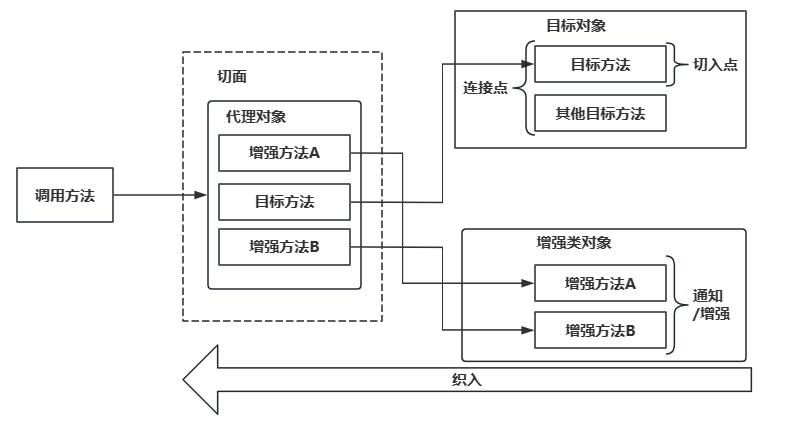 调用方法
切面
代理对象
增强方法A
目标方法
增强方法B
目标对象
连接点
目标方法
其他目标方法
切入点
增强类对象
增强方法A
增强方法B
通知
/增强
织入